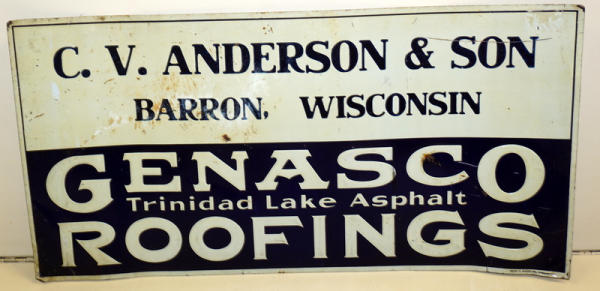 C. V. ANDERSON & SON
BARRON, WISCONSIN
GENASCO
Trinidad Lake Asphalt
ROOFINGS